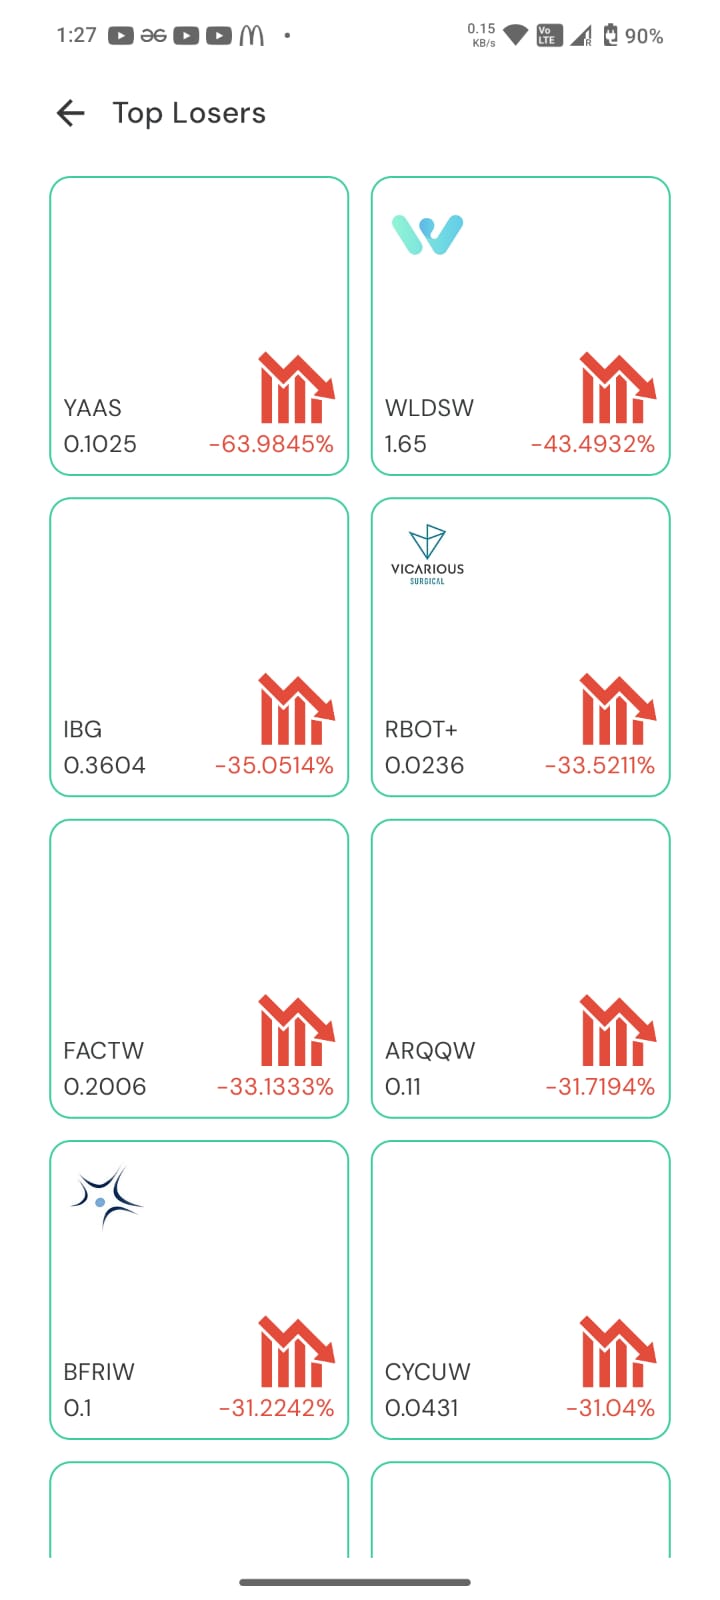 1:27
0.15
KB/s
Vo
LTE
R
90%
Top Losers
YAAS
0.1025
-63.9845%
WLDSW
1.65
-43.4932%
IBG
0.3604
-35.0514%
VICARIOUS
SURGICAL
RBOT+
0.0236
-33.5211%
FACTW
0.2006
-33.1333%
ARQQW
0.11
-31.7194%
BFRIW
0.1
-31.2242%
CYCUW
0.0431
-31.04%